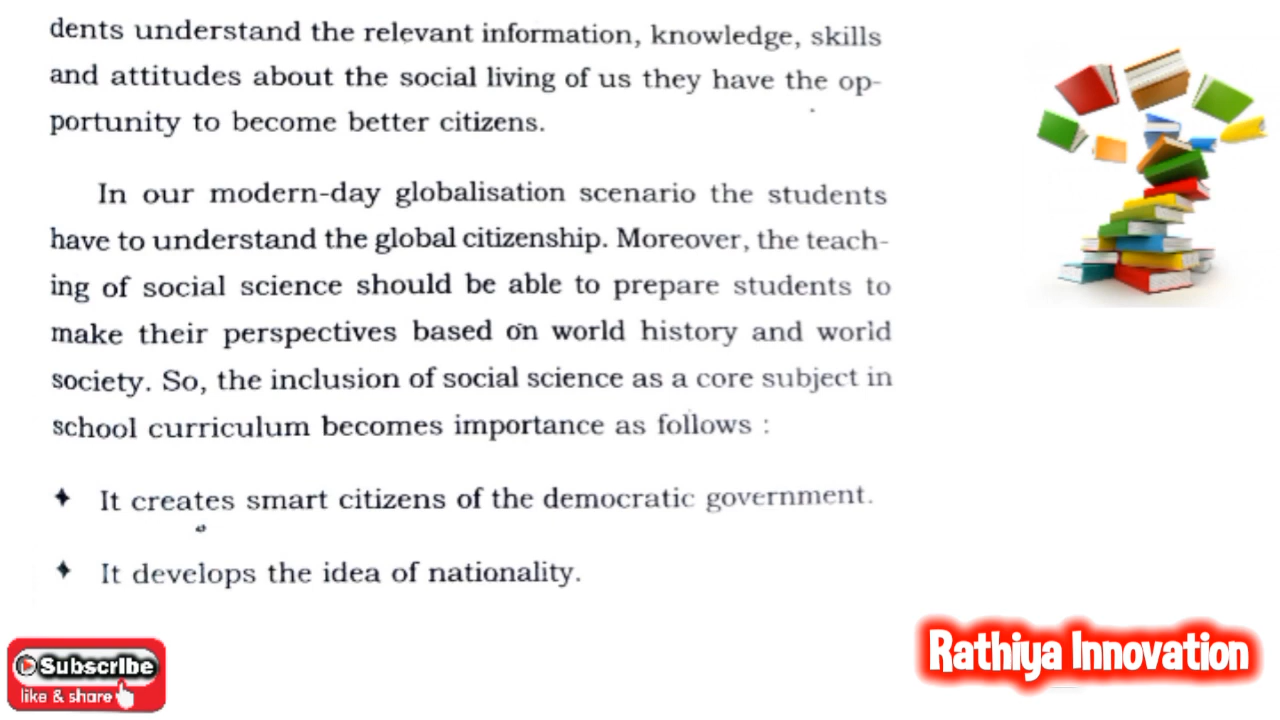 dents understand the relevant information, knowledge, skills
and attitudes about the social living of us they have the op-
portunity to become better citizens.
In our modern-day globalisation scenario the students
have to understand the global citizenship. Moreover, the teach-
ing of social science should be able to prepare students to
make their perspectives based on world history and world
society. So, the inclusion of social science as a core subject in
school curriculum becomes importance as follows :
✦ It creates smart citizens of the democratic government.
✦ It develops the idea of nationality.
Subscribe
like & share
Rathiya Innovation